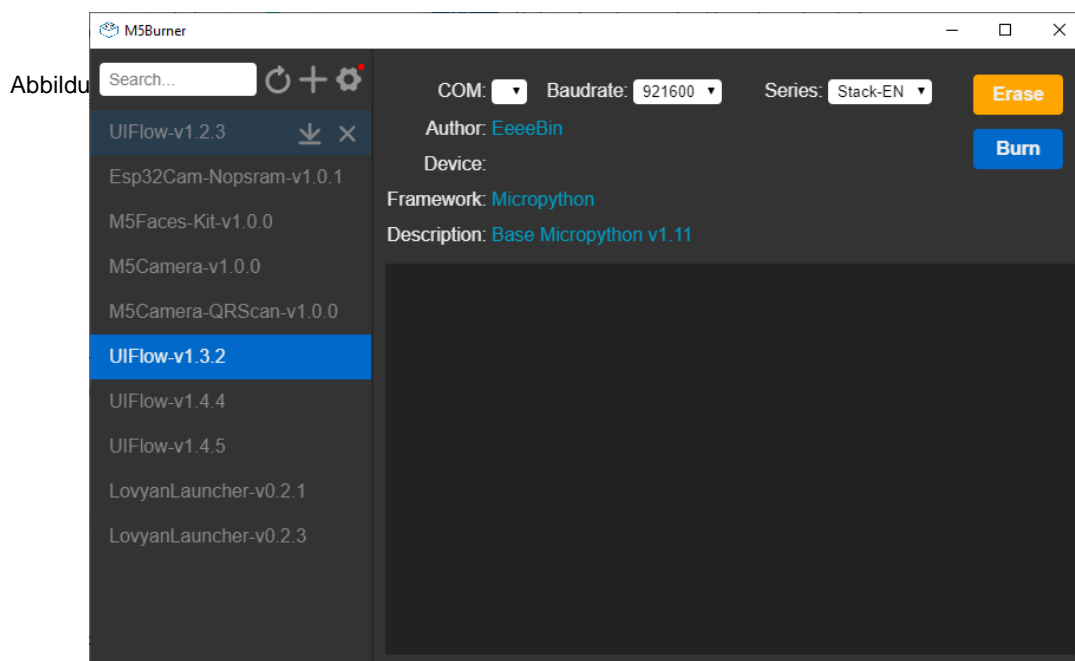 M5Burner
Abbildu
Search...
UIFlow-v1.2.3
Esp32Cam-Nopsram-v1.0.1
M5Faces-Kit-v1.0.0
M5Camera-v1.0.0
M5Camera-QRScan-v1.0.0
UIFlow-v1.3.2
UIFlow-v1.4.4
UIFlow-v1.4.5
LovyanLauncher-v0.2.1
LovyanLauncher-v0.2.3
COM: Baudrate: 921600 Series: Stack-EN Erase
Author: EeeeBin
Burn
Device:
Framework: Micropython
Description: Base Micropython v1.11